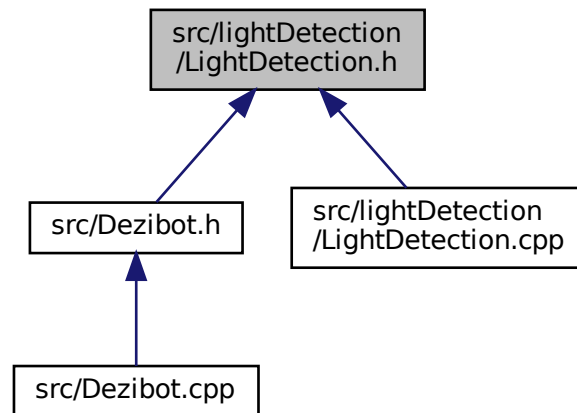 src/lightDetection
/LightDetection.h
src/Dezibot.h
src/lightDetection
/LightDetection.cpp
src/Dezibot.cpp